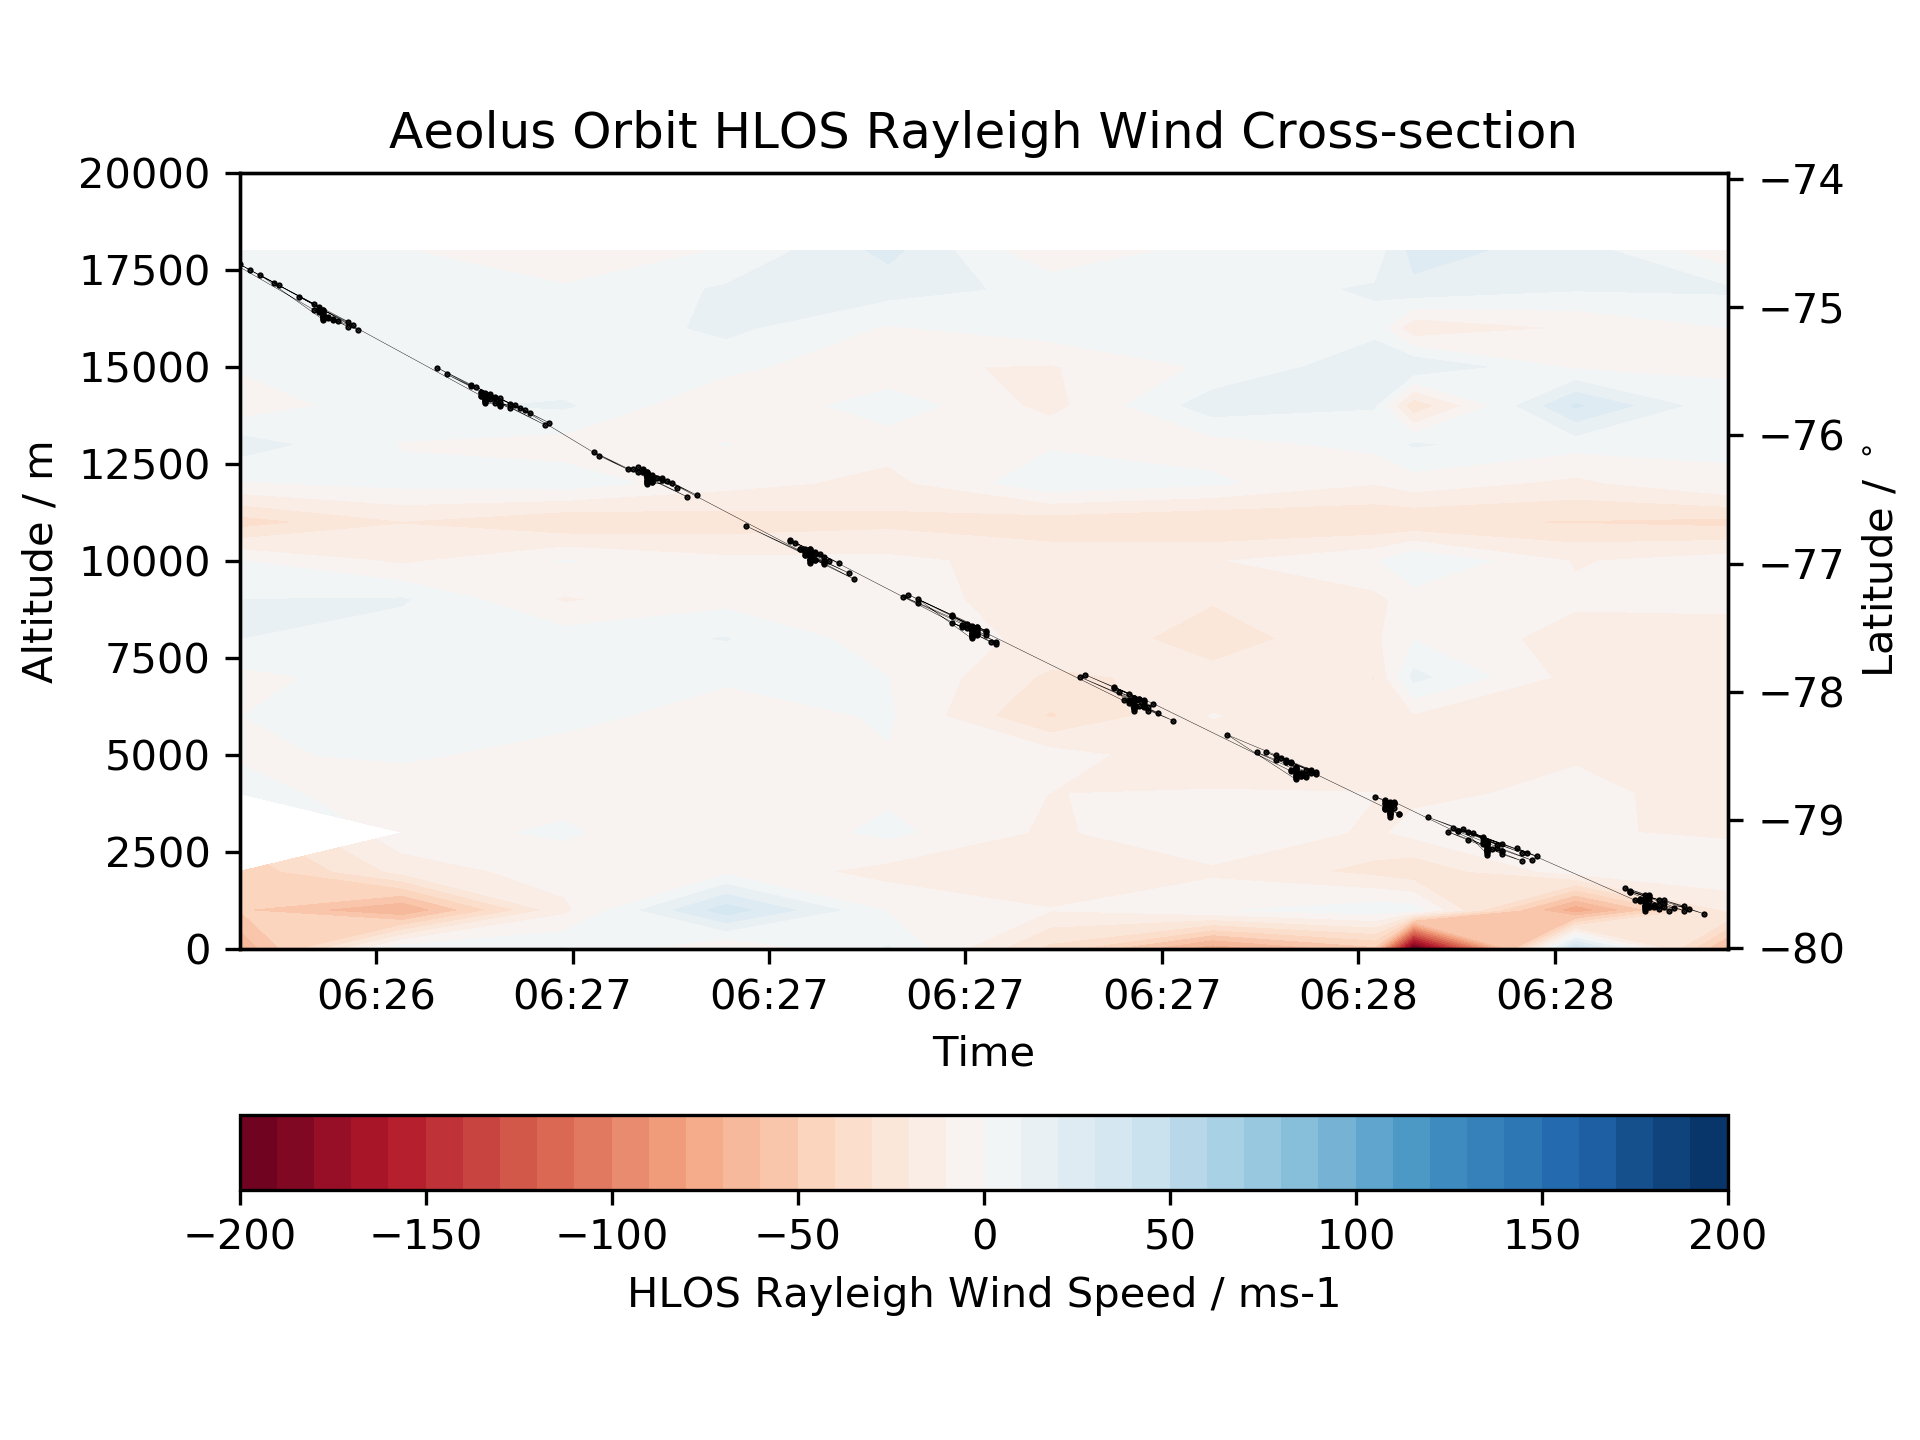 Aeolus Orbit HLOS Rayleigh Wind Cross-section
20000
17500
15000
12500
10000
7500
5000
2500
0
Altitude / m
−74
−75
−76
−77
−78
−79
−80
Latitude / °
06:26 06:27 06:27 06:27 06:27 06:28 06:28
Time
−200 −150 −100 −50 0 50 100 150 200
HLOS Rayleigh Wind Speed / ms-1